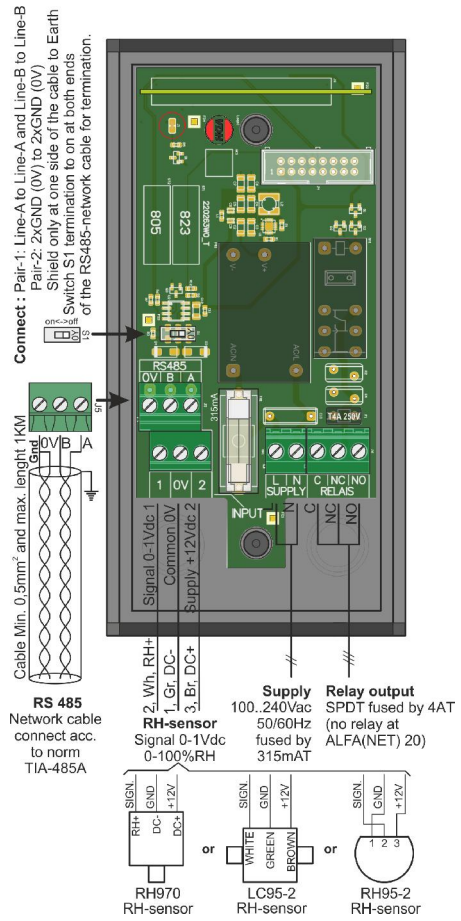 Connect : Pair-1: Line-A to Line-A and Line-B to Line-B
Pair-2: 2xGND (0V) to 2xGND (0V)
Shield only at one side of the cable to Earth
Switch S1 termination to on at both ends
of the RS485-network cable for termination.
on<->off
S1
805
823
220263WO_T
RS485
0V B A
J5
0V B A
Gnd
Cable Min. 0,5mm² and max. lenght 1KM
315mA
T4A 250V
V-
V+
ACN
ACL
1 0V 2
INPUT
L N
SUPPLY
C NC NO
RELAIS
L
N
C
NC
NO
Signal 0-1Vdc 1
Common 0V
Supply +12Vdc 2
2, Wh, RH+
1, Gr, DC-
3, Br, DC+
RS 485
Network cable
connect acc.
to norm
TIA-485A
RH-sensor
Signal 0-1Vdc
0-100%RH
Supply
100..240Vac
50/60Hz
fused by
315mAT
Relay output
SPDT fused by 4AT
(no relay at
ALFA(NET) 20)
SIGN.
GND
+12V
RH+
DC-
DC+
RH970
RH-sensor
or
SIGN.
GND
+12V
WHITE
GREEN
BROWN
LC95-2
RH-sensor
or
SIGN.
GND
+12V
1 2 3
RH95-2
RH-sensor